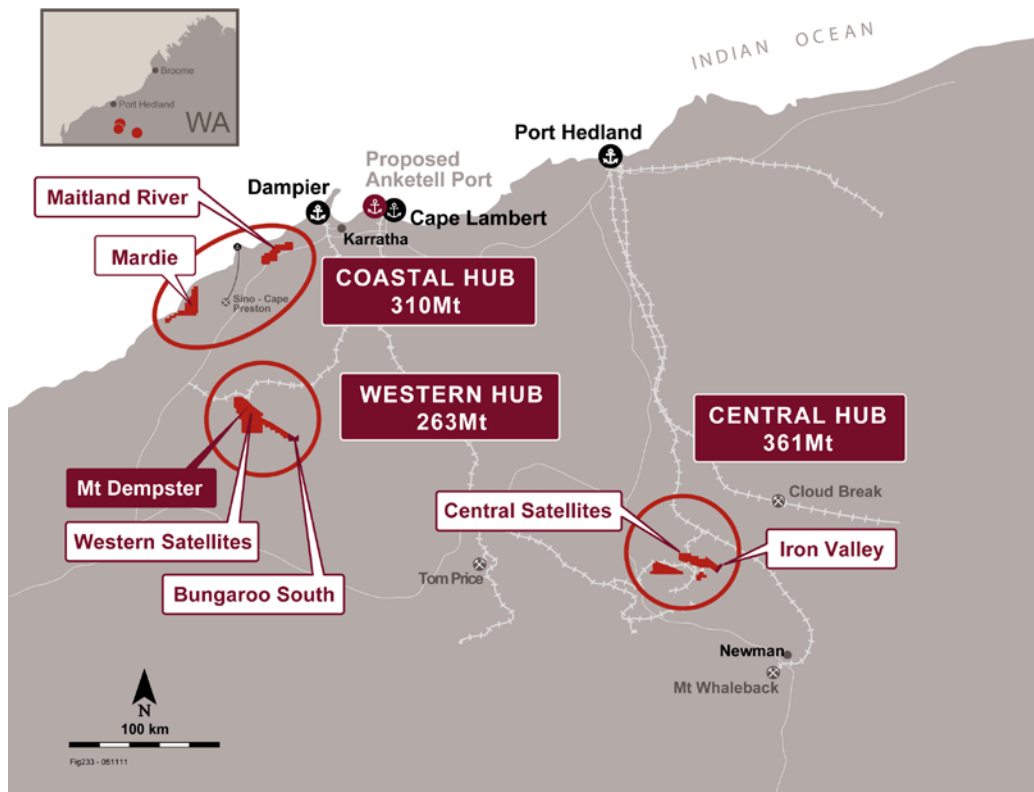 INDIAN OCEAN
Broome
Port Hedland
WA
Port Hedland
Proposed
Anketell Port
Dampier
Cape Lambert
Karratha
Maitland River
Mardie
Sino - Cape
Preston
COASTAL HUB
310Mt
WESTERN HUB
263Mt
CENTRAL HUB
361Mt
Mt Dempster
Western Satellites
Bungaroo South
Central Satellites
Cloud Break
Iron Valley
Tom Price
Newman
Mt Whaleback
N
100 km
Fig233 - 051111